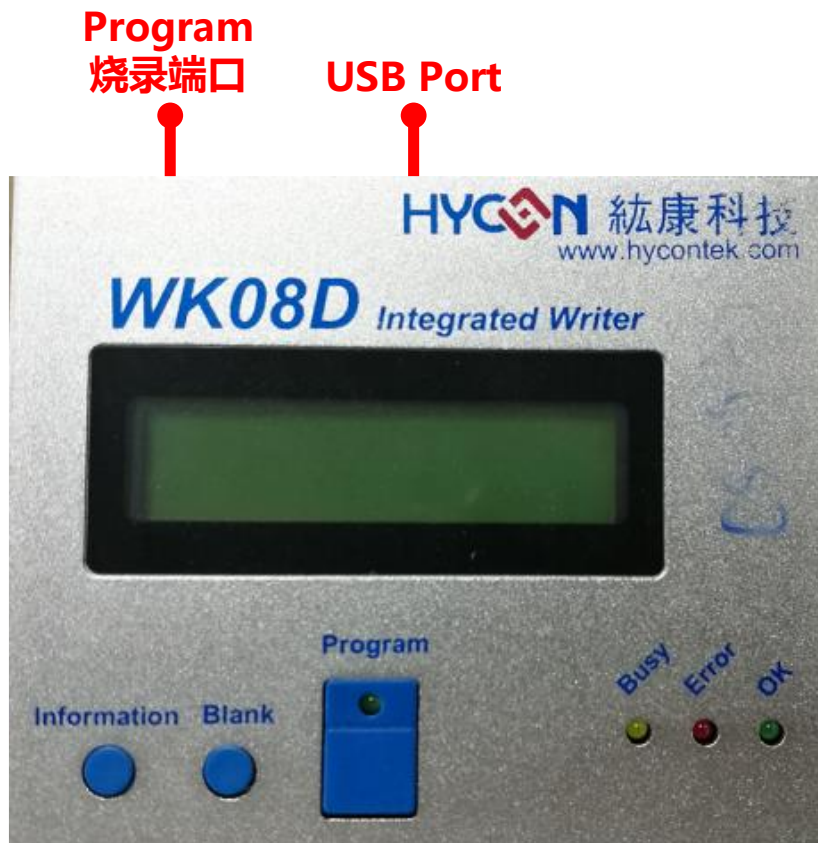 Program
烧录端口
USB Port
HYCON 紘康科技
www.hycontek.com
WK08D Integrated Writer
Program
Information
Blank
Busy
Error
OK